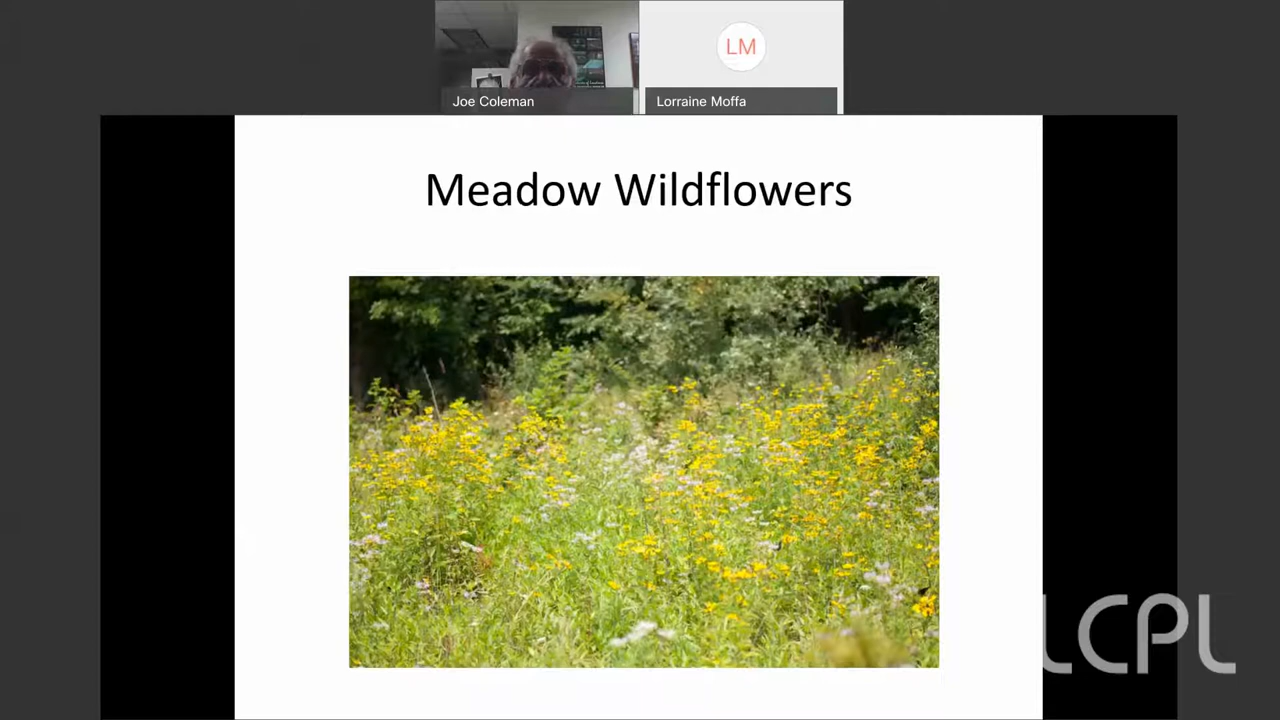 LM
Joe Coleman
Lorraine Moffa
Meadow Wildflowers
LCPL